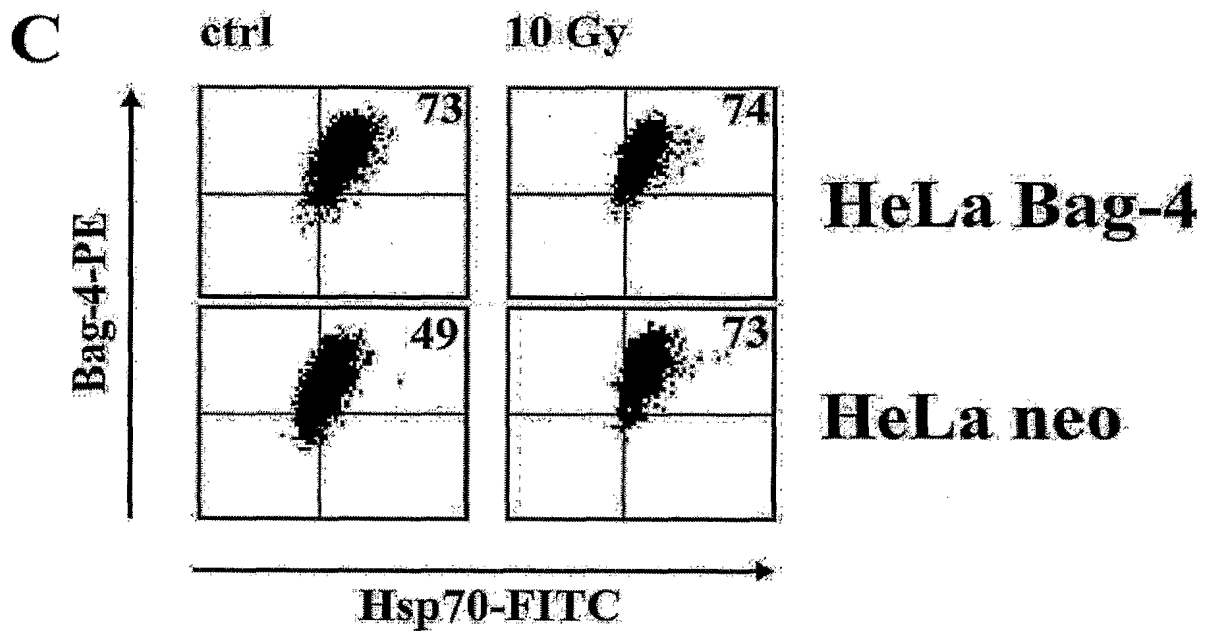 C
ctrl
10 Gy
73
74
HeLa Bag-4
Bag-4-PE
49
73
HeLa neo
Hsp70-FITC